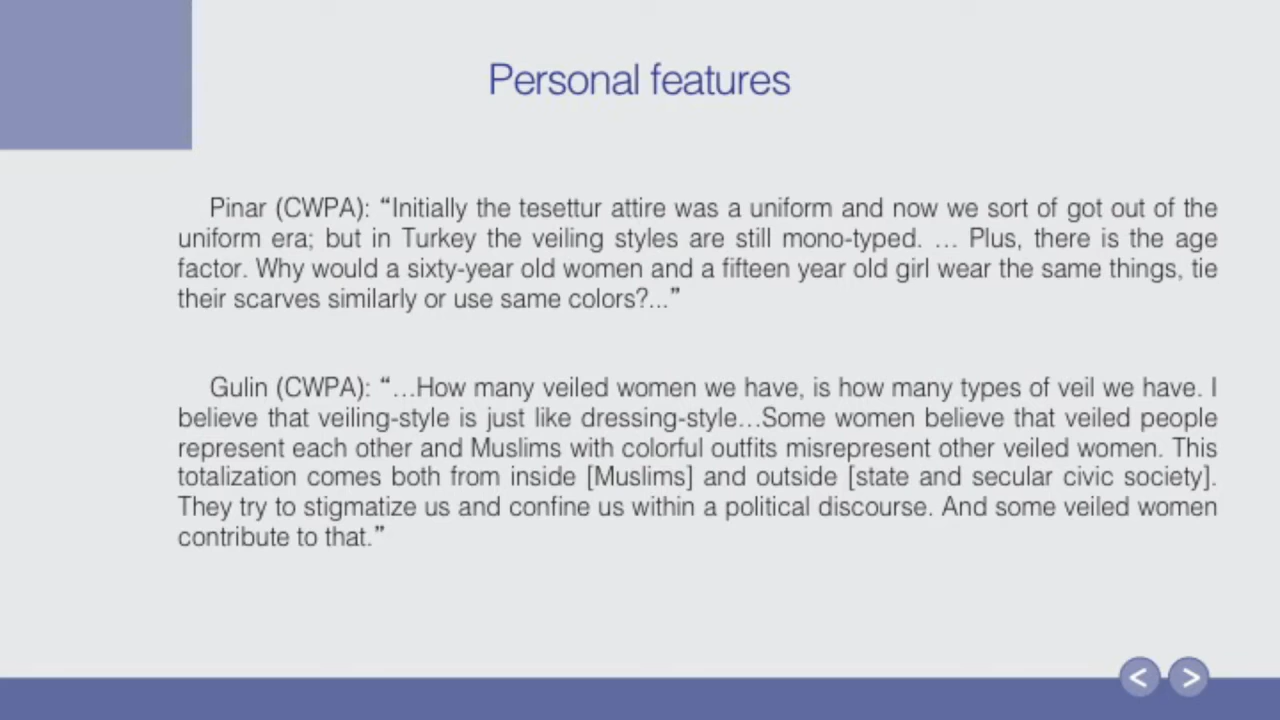 Personal features
Pinar (CWPA): “Initially the tesettur attire was a uniform and now we sort of got out of the
uniform era; but in Turkey the veiling styles are still mono-typed. … Plus, there is the age
factor. Why would a sixty-year old women and a fifteen year old girl wear the same things, tie
their scarves similarly or use same colors?...”
Gulin (CWPA): “…How many veiled women we have, is how many types of veil we have. I
believe that veiling-style is just like dressing-style…Some women believe that veiled people
represent each other and Muslims with colorful outfits misrepresent other veiled women. This
totalization comes both from inside [Muslims] and outside [state and secular civic society].
They try to stigmatize us and confine us within a political discourse. And some veiled women
contribute to that.”
< >